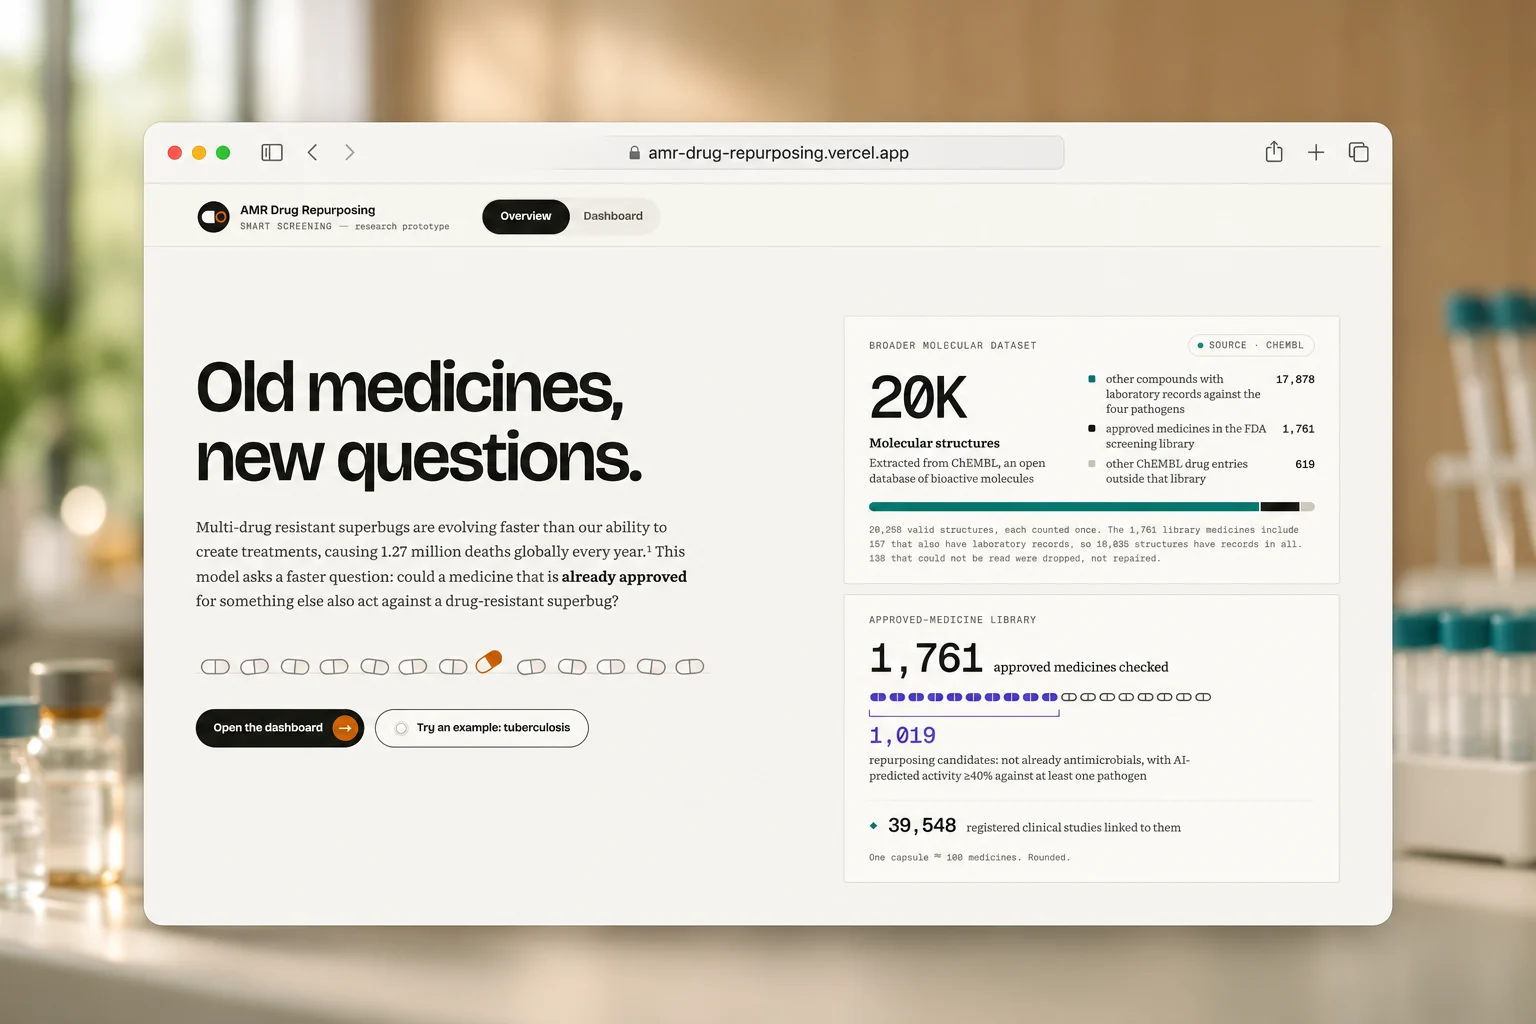 amr-drug-repurposing.vercel.app
AMR Drug Repurposing
SMART SCREENING — research prototype
Overview
Dashboard
Old medicines,
new questions.
Multi-drug resistant superbugs are evolving faster than our ability to
create treatments, causing 1.27 million deaths globally every year.¹ This
model asks a faster question: could a medicine that is already approved
for something else also act against a drug-resistant superbug?
Open the dashboard →
Try an example: tuberculosis
BROADER MOLECULAR DATASET
SOURCE · CHEMBL
20K
Molecular structures
Extracted from ChEMBL, an open
database of bioactive molecules
other compounds with 17,878
laboratory records against the
four pathogens
approved medicines in the FDA 1,761
screening library
other ChEMBL drug entries 619
outside that library
20,258 valid structures, each counted once. The 1,761 library medicines include
157 that also have laboratory records, so 18,035 structures have records in all.
138 that could not be read were dropped, not repaired.
APPROVED-MEDICINE LIBRARY
1,761 approved medicines checked
1,019
repurposing candidates: not already antimicrobials, with AI-
predicted activity ≥40% against at least one pathogen
39,548 registered clinical studies linked to them
One capsule ≈ 100 medicines. Rounded.